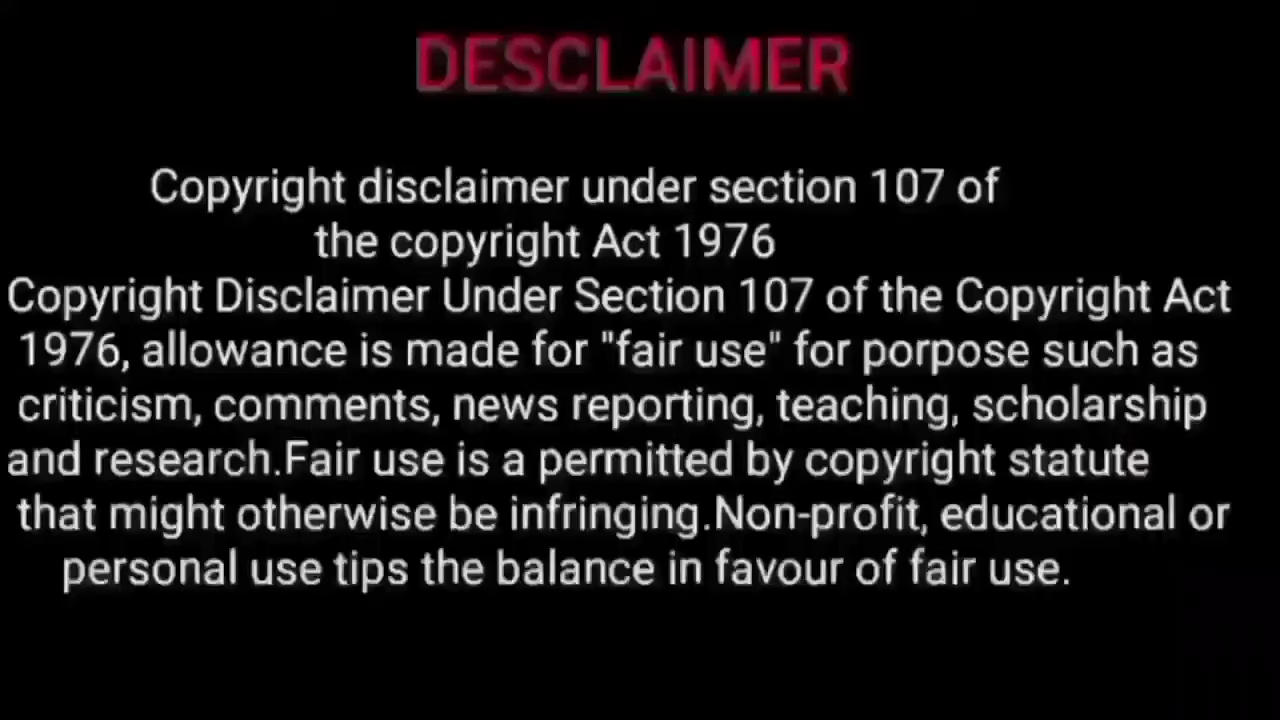 DESCLAIMER
Copyright disclaimer under section 107 of
the copyright Act 1976
Copyright Disclaimer Under Section 107 of the Copyright Act
1976, allowance is made for "fair use" for porpose such as
criticism, comments, news reporting, teaching, scholarship
and research.Fair use is a permitted by copyright statute
that might otherwise be infringing.Non-profit, educational or
personal use tips the balance in favour of fair use.